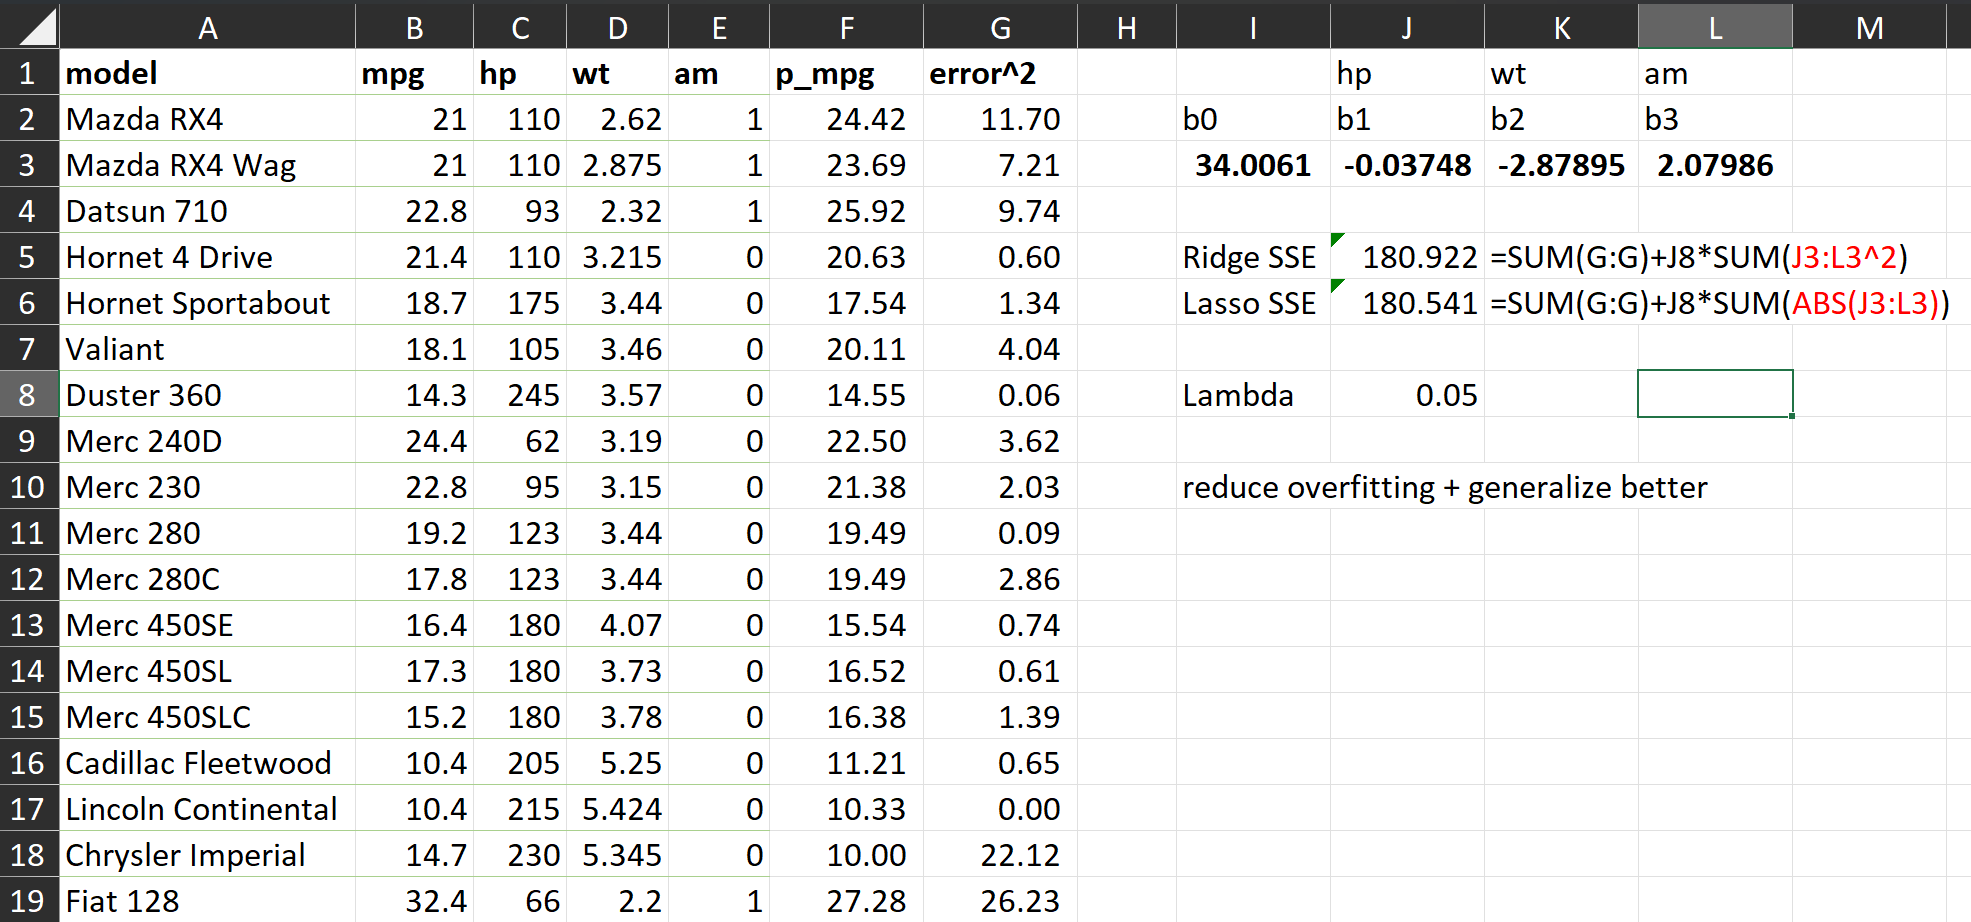 A B C D E F G H I J K L M
1 model mpg hp wt am p_mpg error^2 hp wt am
2 Mazda RX4 21 110 2.62 1 24.42 11.70 b0 b1 b2 b3
3 Mazda RX4 Wag 21 110 2.875 1 23.69 7.21 34.0061 -0.03748 -2.87895 2.07986
4 Datsun 710 22.8 93 2.32 1 25.92 9.74
5 Hornet 4 Drive 21.4 110 3.215 0 20.63 0.60 Ridge SSE 180.922 =SUM(G:G)+J8*SUM(J3:L3^2)
6 Hornet Sportabout 18.7 175 3.44 0 17.54 1.34 Lasso SSE 180.541 =SUM(G:G)+J8*SUM(ABS(J3:L3))
7 Valiant 18.1 105 3.46 0 20.11 4.04
8 Duster 360 14.3 245 3.57 0 14.55 0.06 Lambda 0.05
9 Merc 240D 24.4 62 3.19 0 22.50 3.62
10 Merc 230 22.8 95 3.15 0 21.38 2.03 reduce overfitting + generalize better
11 Merc 280 19.2 123 3.44 0 19.49 0.09
12 Merc 280C 17.8 123 3.44 0 19.49 2.86
13 Merc 450SE 16.4 180 4.07 0 15.54 0.74
14 Merc 450SL 17.3 180 3.73 0 16.52 0.61
15 Merc 450SLC 15.2 180 3.78 0 16.38 1.39
16 Cadillac Fleetwood 10.4 205 5.25 0 11.21 0.65
17 Lincoln Continental 10.4 215 5.424 0 10.33 0.00
18 Chrysler Imperial 14.7 230 5.345 0 10.00 22.12
19 Fiat 128 32.4 66 2.2 1 27.28 26.23